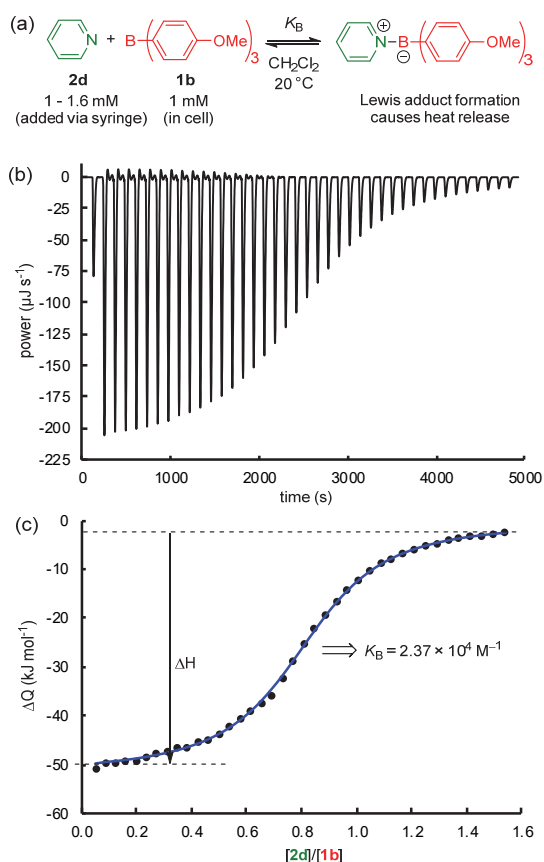 (a)
N + B OMe 3 K_B N⊕ B⊖ OMe 3
2d 1b CH2Cl2
1 - 1.6 mM 1 mM 20 °C Lewis adduct formation
(added via syringe) (in cell) causes heat release
(b)
0
-25
-50
-75
-100
-125
-150
-175
-200
-225
power (µJ s⁻¹)
0 1000 2000 3000 4000 5000
time (s)
(c)
0
-10
-20
-30
-40
-50
-60
ΔQ (kJ mol⁻¹)
ΔH
⇒ K_B = 2.37 × 10⁴ M⁻¹
0.0 0.2 0.4 0.6 0.8 1.0 1.2 1.4 1.6
[2d]/[1b]